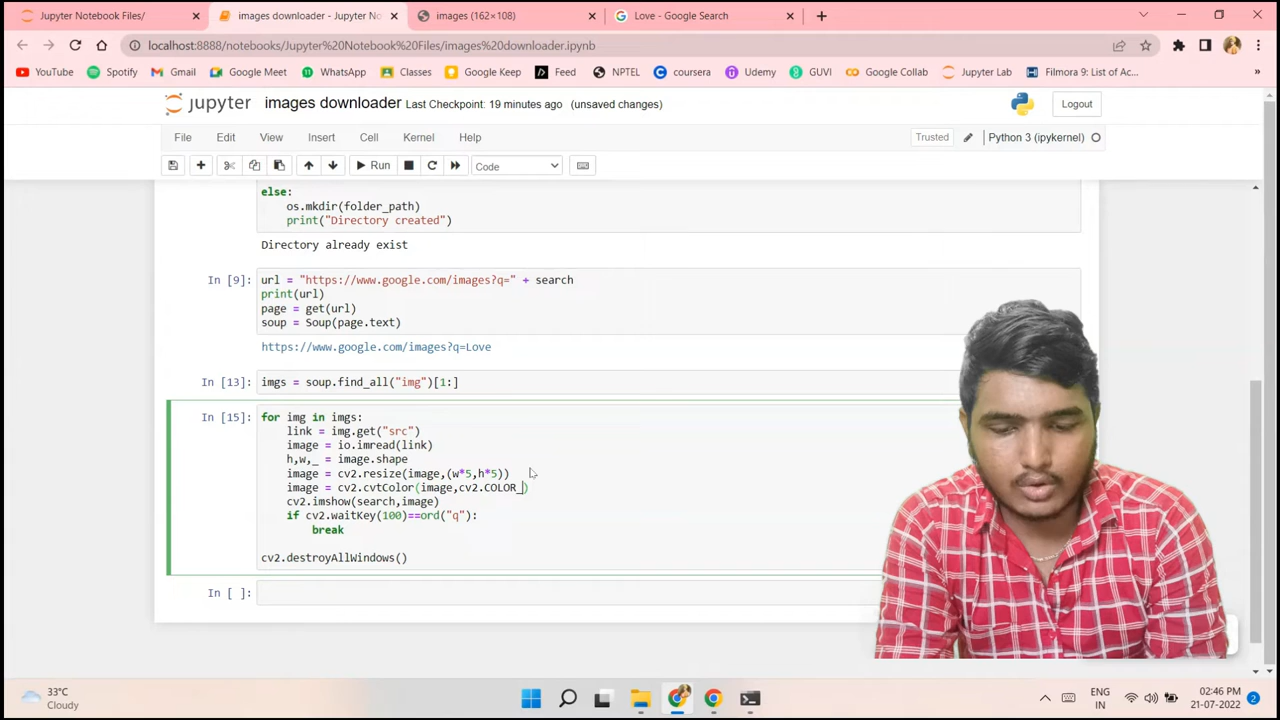 Jupyter Notebook Files/
images downloader - Jupyter No
images (162×108)
Love - Google Search
localhost:8888/notebooks/Jupyter%20Notebook%20Files/images%20downloader.ipynb
YouTube
Spotify
Gmail
Google Meet
WhatsApp
Classes
Google Keep
Feed
NPTEL
coursera
Udemy
GUVI
Google Collab
Jupyter Lab
Filmora 9: List of Ac...
jupyter images downloader Last Checkpoint: 19 minutes ago (unsaved changes)
Logout
File Edit View Insert Cell Kernel Help
Trusted
Python 3 (ipykernel)
Run
Code
else:
os.mkdir(folder_path)
print("Directory created")
Directory already exist
In [9]: url = "https://www.google.com/images?q=" + search
print(url)
page = get(url)
soup = Soup(page.text)
https://www.google.com/images?q=Love
In [13]: imgs = soup.find_all("img")[1:]
In [15]: for img in imgs:
link = img.get("src")
image = io.imread(link)
h,w,_ = image.shape
image = cv2.resize(image,(w*5,h*5))
image = cv2.cvtColor(image,cv2.COLOR_)
cv2.imshow(search,image)
if cv2.waitKey(100)==ord("q"):
break
cv2.destroyAllWindows()
In [ ]:
33°C
Cloudy
ENG
IN
02:46 PM
21-07-2022
2